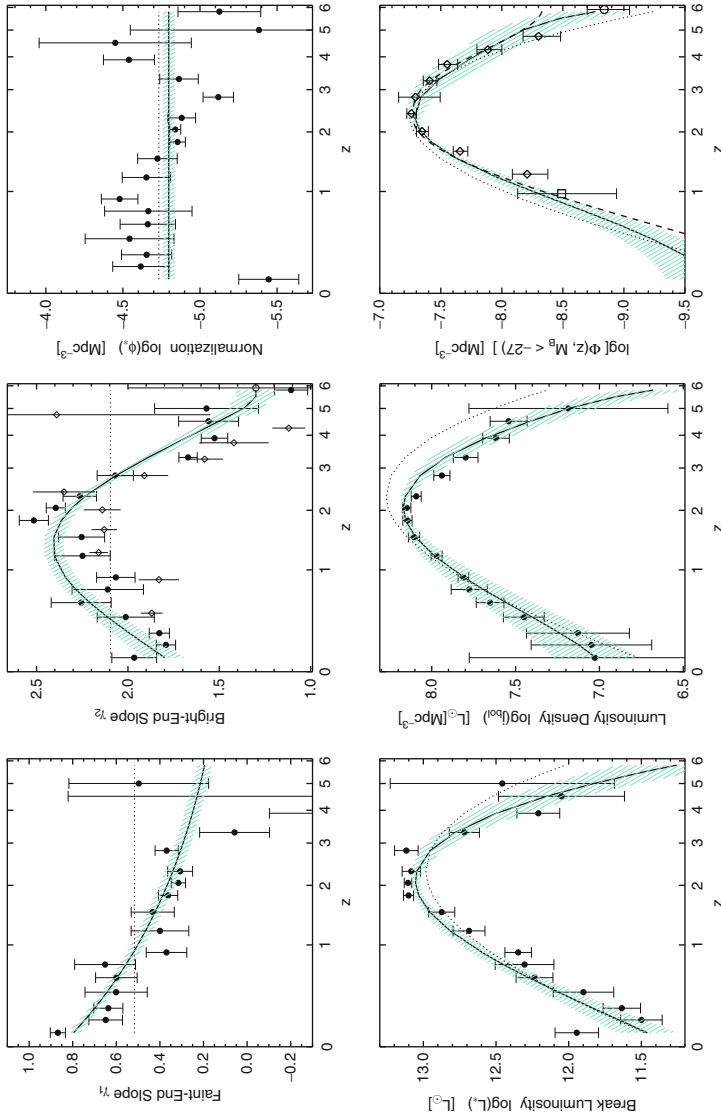 Faint-End Slope γ₁
1.0
0.8
0.6
0.4
0.2
0.0
−0.2
0 1 2 3 4 5 6
z
Bright-End Slope γ₂
2.5
2.0
1.5
1.0
0 1 2 3 4 5 6
z
Normalization log(ϕ*) [Mpc⁻³]
−4.0
−4.5
−5.0
−5.5
0 1 2 3 4 5 6
z
Break Luminosity log(L*) [L☉]
13.0
12.5
12.0
11.5
0 1 2 3 4 5 6
z
Luminosity Density log(j_bol) [L☉[Mpc⁻³]
8.0
7.5
7.0
6.5
0 1 2 3 4 5 6
z
log[ Φ(z, M_B < −27) ] [Mpc⁻³]
−7.0
−7.5
−8.0
−8.5
−9.0
−9.5
0 1 2 3 4 5 6
z